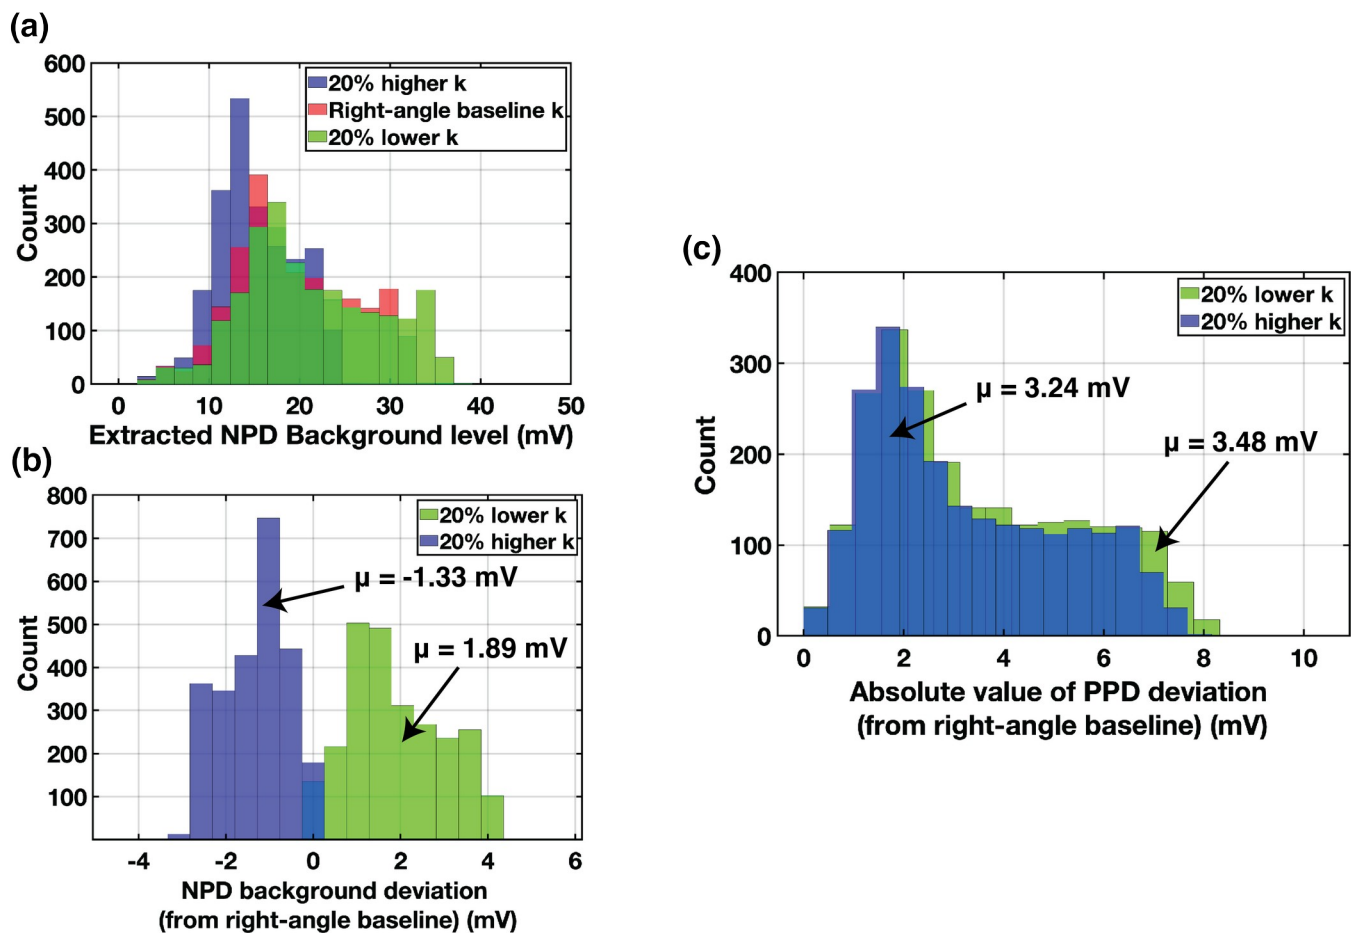 (a)
600
500
400
300
200
100
0
Count
20% higher k
Right-angle baseline k
20% lower k
0 10 20 30 40 50
Extracted NPD Background level (mV)
(b)
800
700
600
500
400
300
200
100
Count
20% lower k
20% higher k
μ = -1.33 mV
μ = 1.89 mV
-4 -2 0 2 4 6
NPD background deviation
(from right-angle baseline) (mV)
(c)
400
300
200
100
0
Count
20% lower k
20% higher k
μ = 3.24 mV
μ = 3.48 mV
0 2 4 6 8 10
Absolute value of PPD deviation
(from right-angle baseline) (mV)